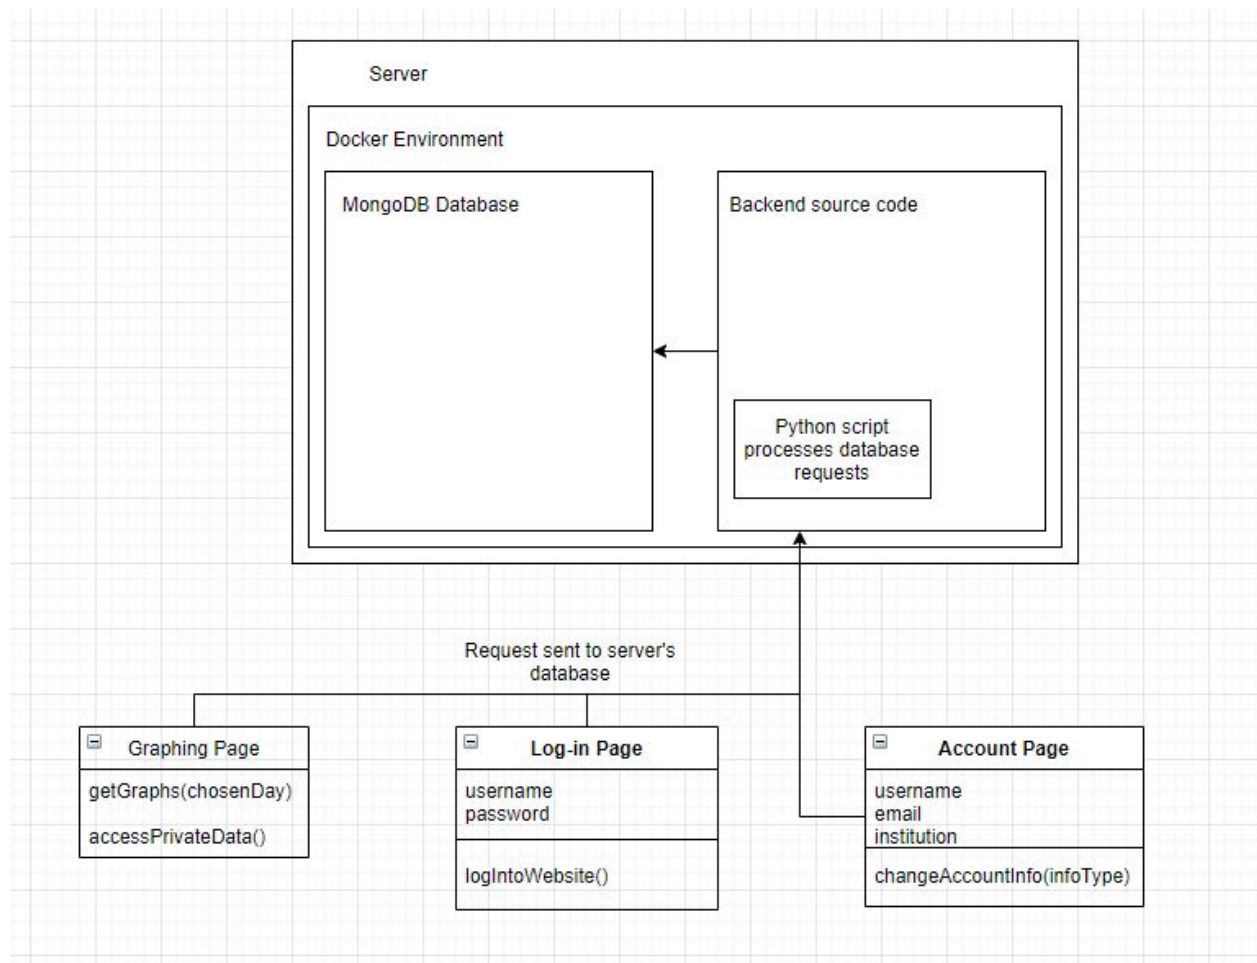 Server
Docker Environment
MongoDB Database
Backend source code
Python script
processes database
requests
Request sent to server's
database
Graphing Page
getGraphs(chosenDay)
accessPrivateData()
Log-in Page
username
password
logIntoWebsite()
Account Page
username
email
institution
changeAccountInfo(infoType)